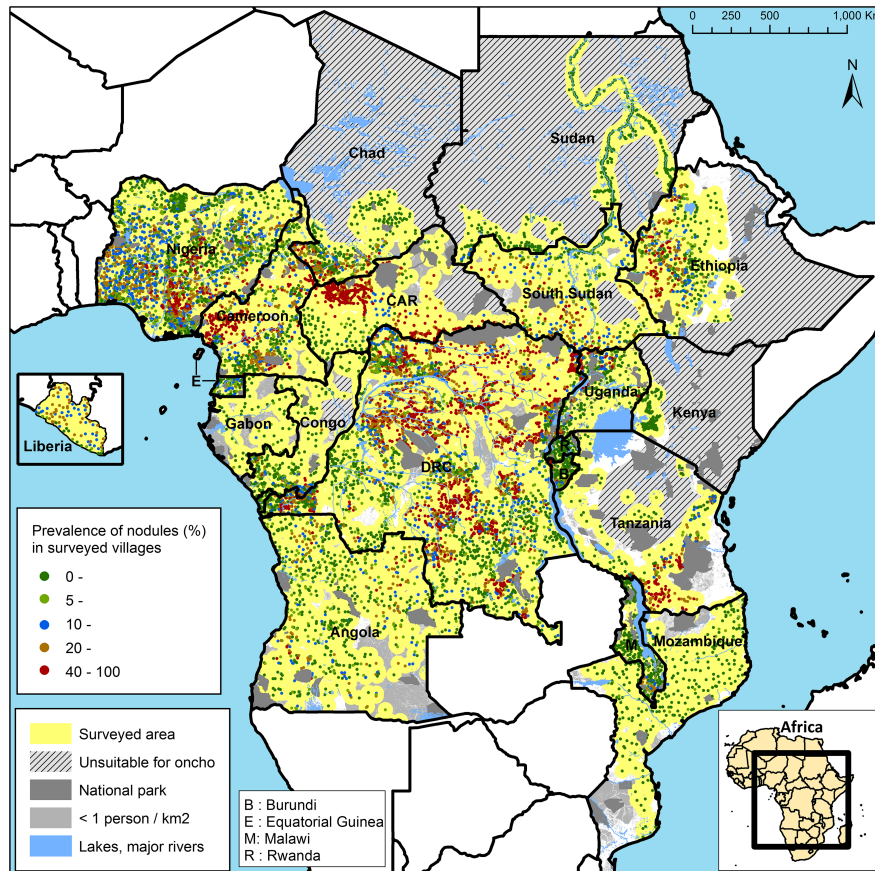 0 250 500 1,000 Km
N
Chad
Sudan
Nigeria
Ethiopia
CAR
South Sudan
Cameroon
E
Uganda
Kenya
Gabon
Congo
Liberia
DRC
B
Tanzania
Prevalence of nodules (%)
in surveyed villages
0 -
5 -
10 -
20 -
40 - 100
Angola
M
Mozambique
Surveyed area
Unsuitable for oncho
National park
< 1 person / km2
Lakes, major rivers
B : Burundi
E : Equatorial Guinea
M: Malawi
R : Rwanda
Africa